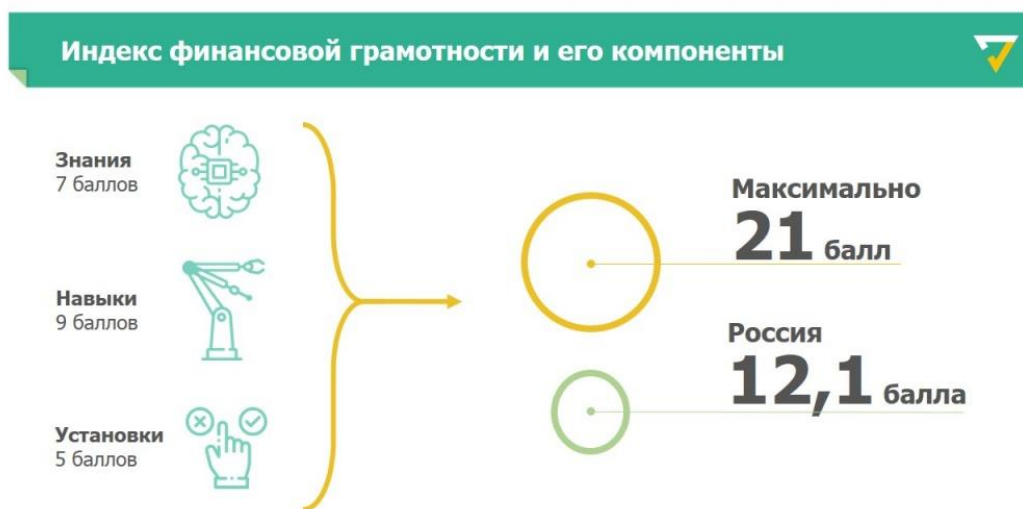 Индекс финансовой грамотности и его компоненты
Знания
7 баллов
Навыки
9 баллов
Установки
5 баллов
Максимально
21 балл
Россия
12,1 балла